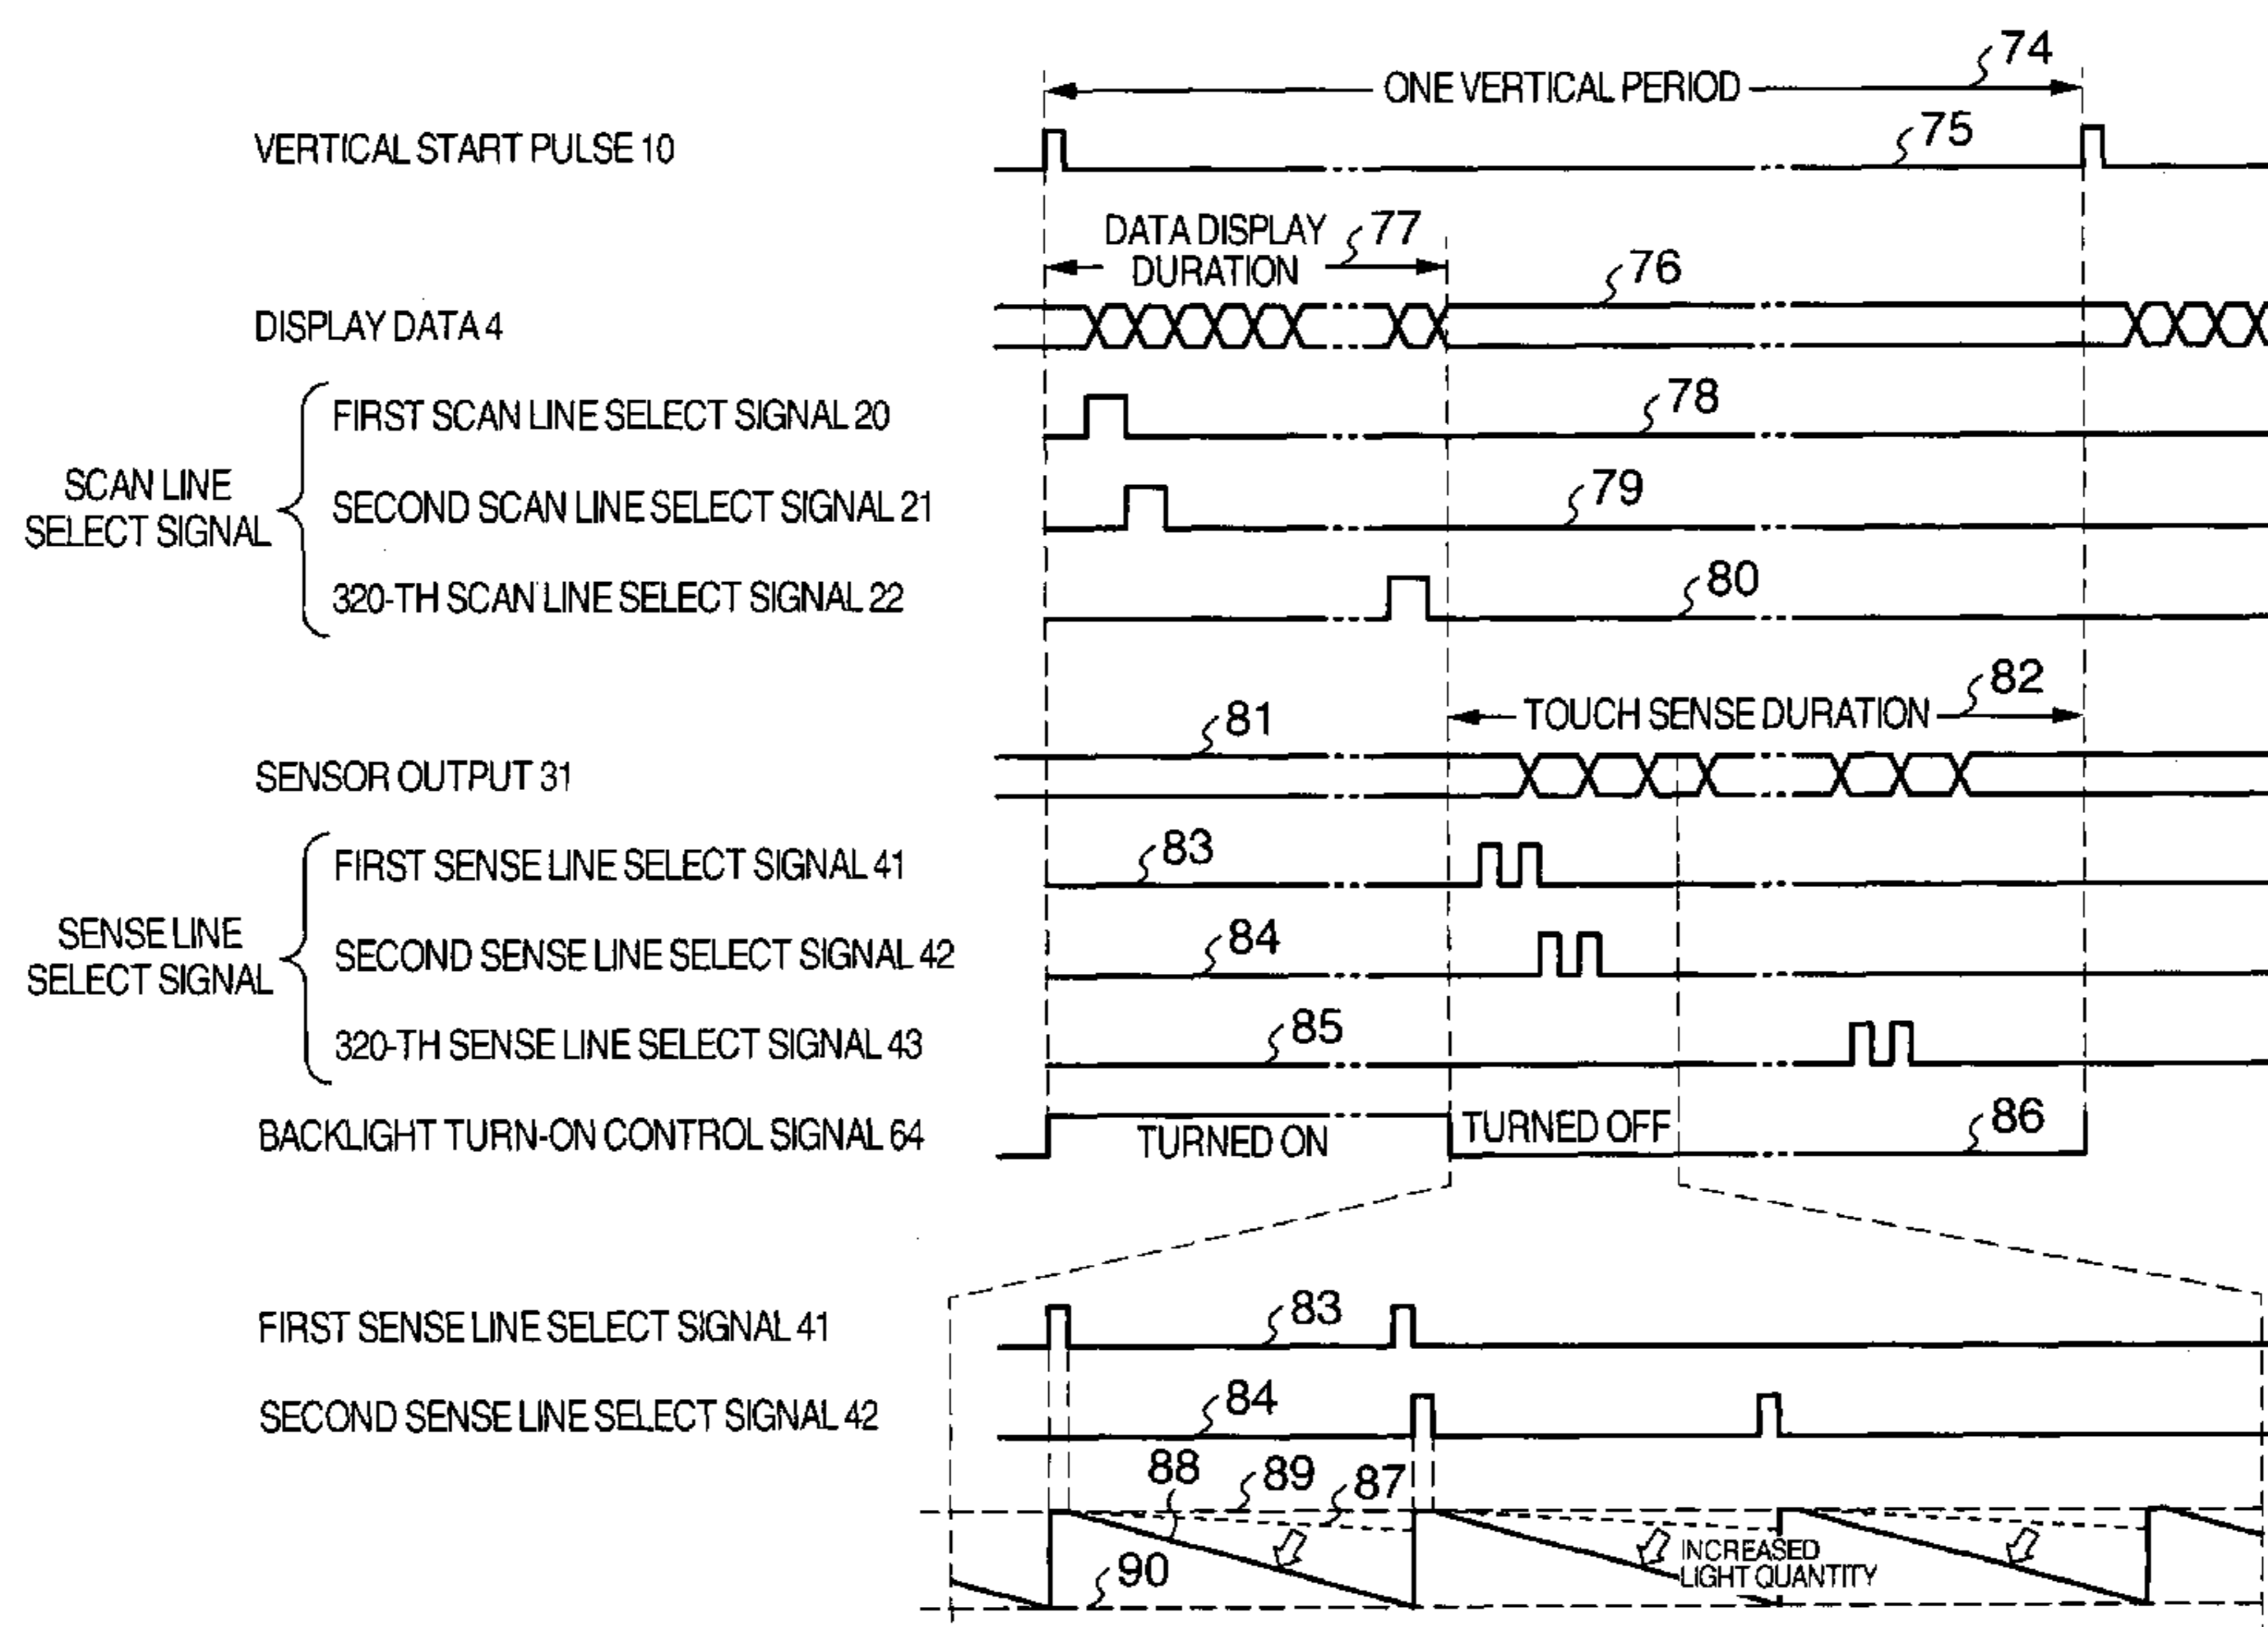 74
ONE VERTICAL PERIOD
VERTICAL START PULSE 10
75
DATA DISPLAY
DURATION
77
76
DISPLAY DATA 4
SCAN LINE
SELECT SIGNAL
FIRST SCAN LINE SELECT SIGNAL 20
78
SECOND SCAN LINE SELECT SIGNAL 21
79
320-TH SCAN LINE SELECT SIGNAL 22
80
82
TOUCH SENSE DURATION
81
SENSOR OUTPUT 31
SENSE LINE
SELECT SIGNAL
FIRST SENSE LINE SELECT SIGNAL 41
83
SECOND SENSE LINE SELECT SIGNAL 42
84
320-TH SENSE LINE SELECT SIGNAL 43
85
BACKLIGHT TURN-ON CONTROL SIGNAL 64
TURNED ON
TURNED OFF
86
FIRST SENSE LINE SELECT SIGNAL 41
83
SECOND SENSE LINE SELECT SIGNAL 42
84
88
89
87
INCREASED
LIGHT QUANTITY
90